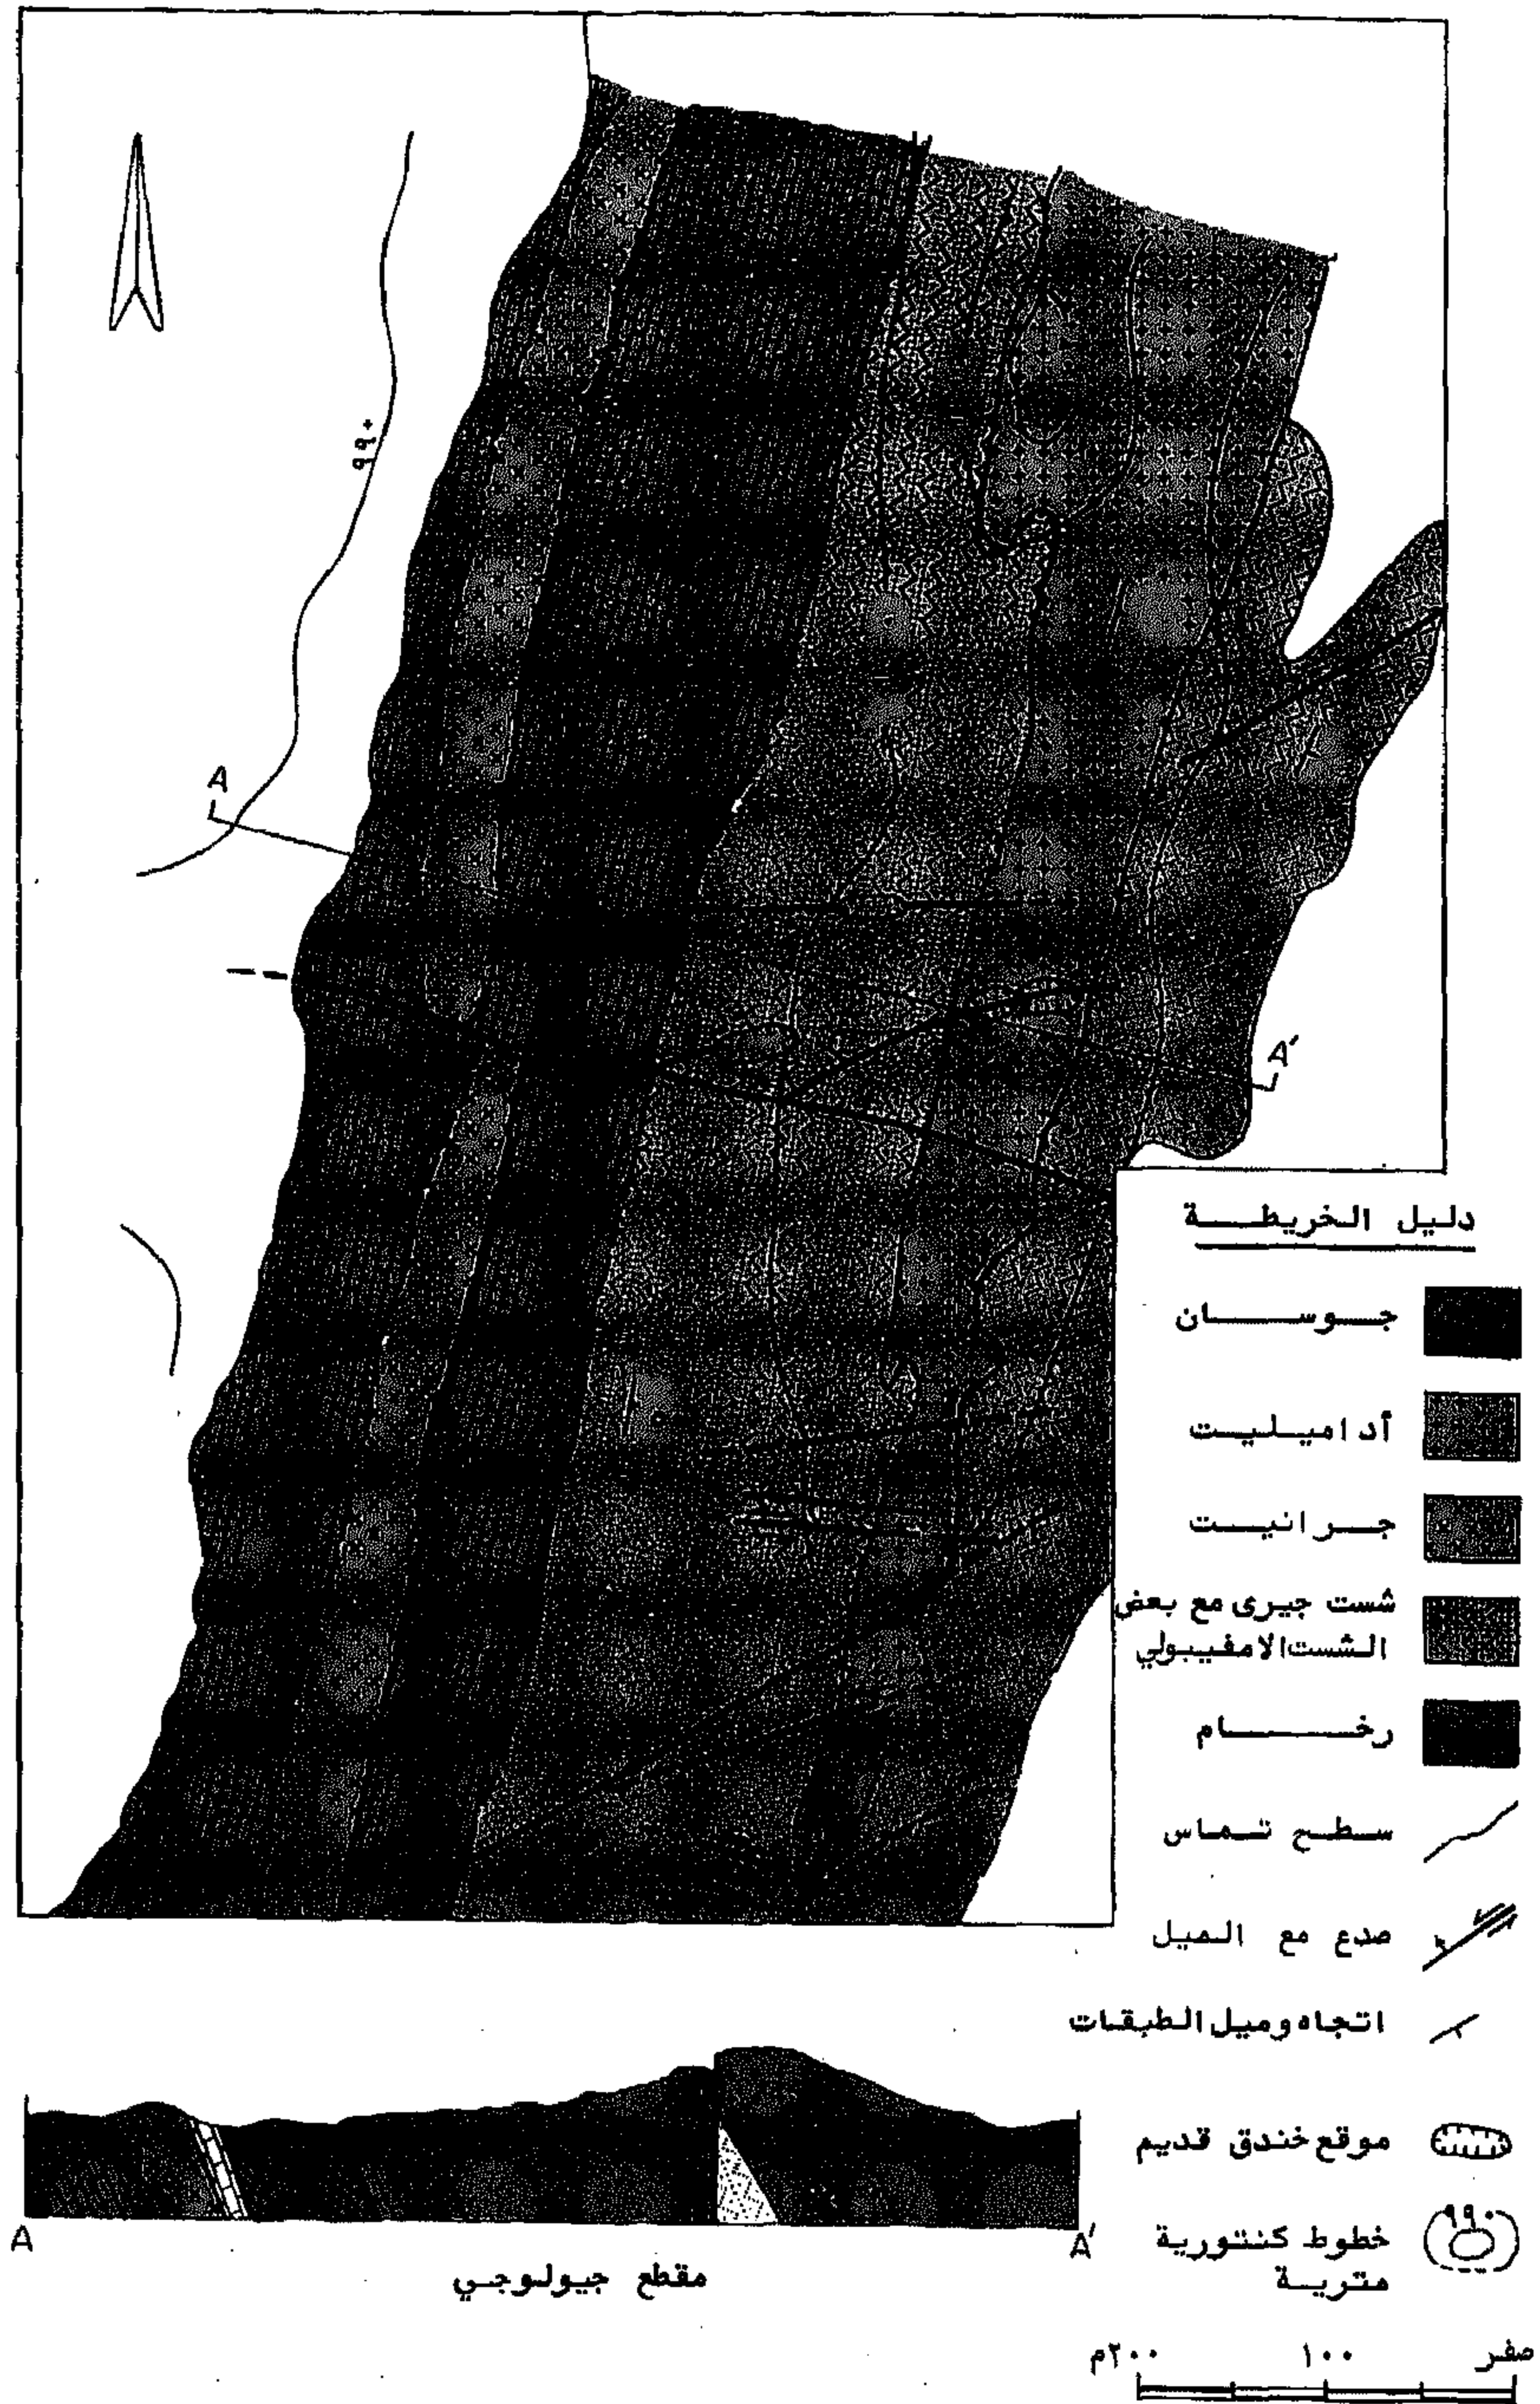 ٩٩٠
A
A′
دليل الخريطة
جوسان
أداميليت
جرانيت
شست جيرى مع بعض
الشست الامفيبولي
رخام
سطح تماس
صدع مع الميل
اتجاه وميل الطبقات
موقع خندق قديم
٩٩٠
خطوط كنتورية
مترية
A
A′
مقطع جيولوجي
صفر
١٠٠
٢٠٠م